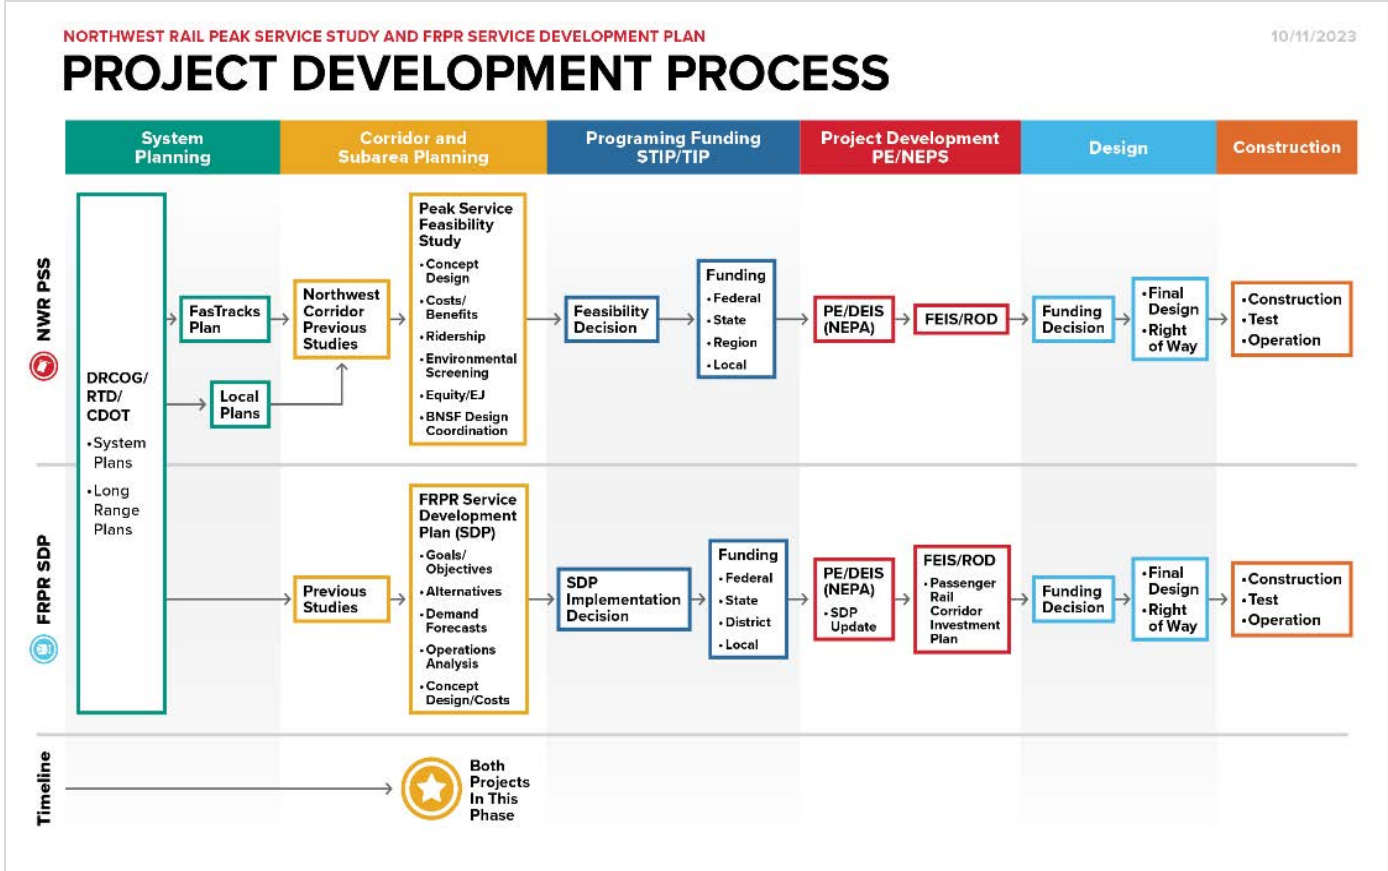 NORTHWEST RAIL PEAK SERVICE STUDY AND FRPR SERVICE DEVELOPMENT PLAN
10/11/2023
PROJECT DEVELOPMENT PROCESS
System
Planning
Corridor and
Subarea Planning
Programing Funding
STIP/TIP
Project Development
PE/NEPS
Design
Construction
NWR PSS
DRCOG/
RTD/
CDOT
•System
Plans
•Long
Range
Plans
FasTracks
Plan
Local
Plans
Northwest
Corridor
Previous
Studies
Peak Service
Feasibility
Study
•Concept
Design
•Costs/
Benefits
•Ridership
•Environmental
Screening
•Equity/EJ
•BNSF Design
Coordination
Feasibility
Decision
Funding
•Federal
•State
•Region
•Local
PE/DEIS
(NEPA)
FEIS/ROD
Funding
Decision
•Final
Design
•Right
of Way
•Construction
•Test
•Operation
FRPR SDP
Previous
Studies
FRPR Service
Development
Plan (SDP)
•Goals/
Objectives
•Alternatives
•Demand
Forecasts
•Operations
Analysis
•Concept
Design/Costs
SDP
Implementation
Decision
Funding
•Federal
•State
•District
•Local
PE/DEIS
(NEPA)
•SDP
Update
FEIS/ROD
•Passenger
Rail
Corridor
Investment
Plan
Funding
Decision
•Final
Design
•Right
of Way
•Construction
•Test
•Operation
Timeline
Both
Projects
In This
Phase